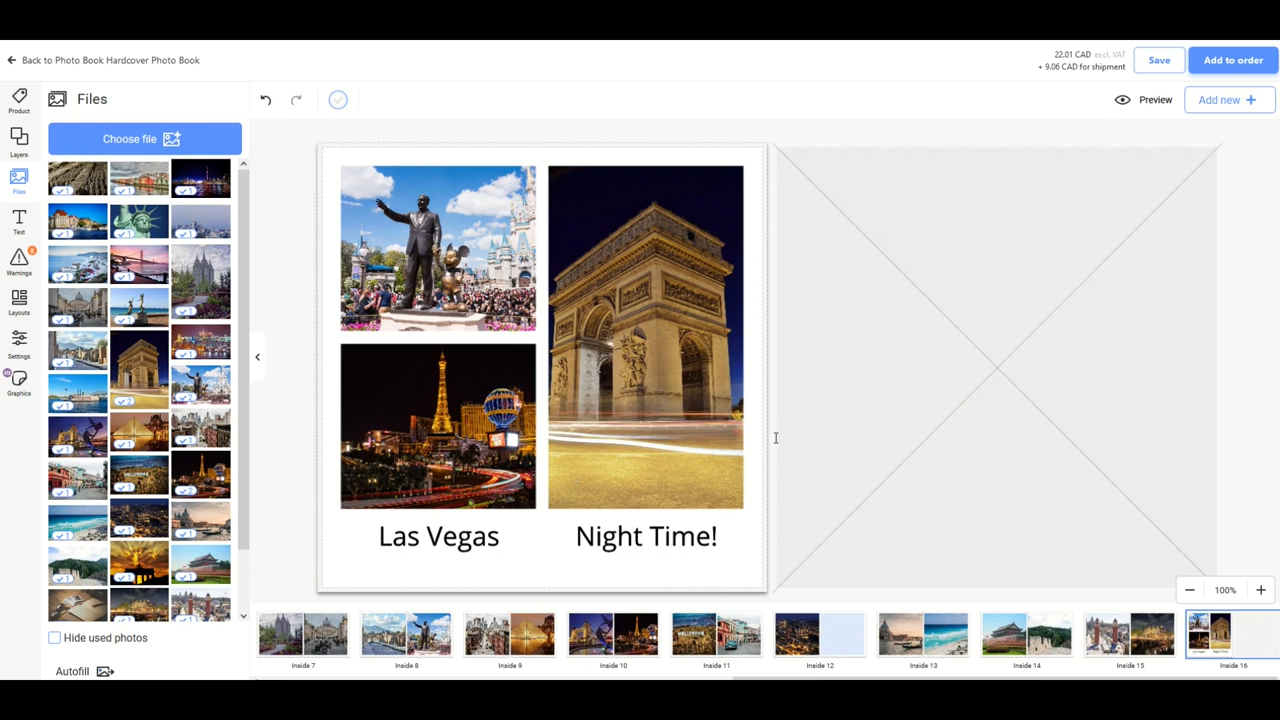 Back to Photo Book Hardcover Photo Book
22.01 CAD excl. VAT
+ 9.06 CAD for shipment
Save
Add to order
Product
Layers
Files
Text
Warnings
Layouts
Settings
Graphics
Files
Choose file
Preview
Add new +
Las Vegas
Night Time!
100%
Hide used photos
Autofill
Inside 7
Inside 8
Inside 9
Inside 10
Inside 11
Inside 12
Inside 13
Inside 14
Inside 15
Inside 16